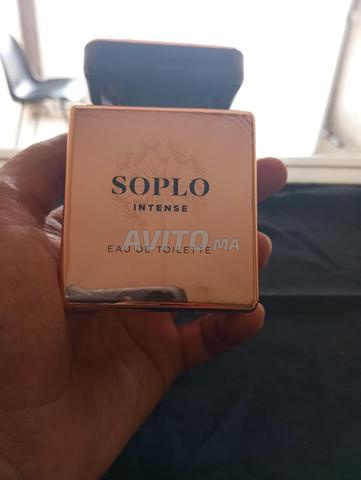 SOPLO
INTENSE
AVITO.MA
EAU DE TOILETTE